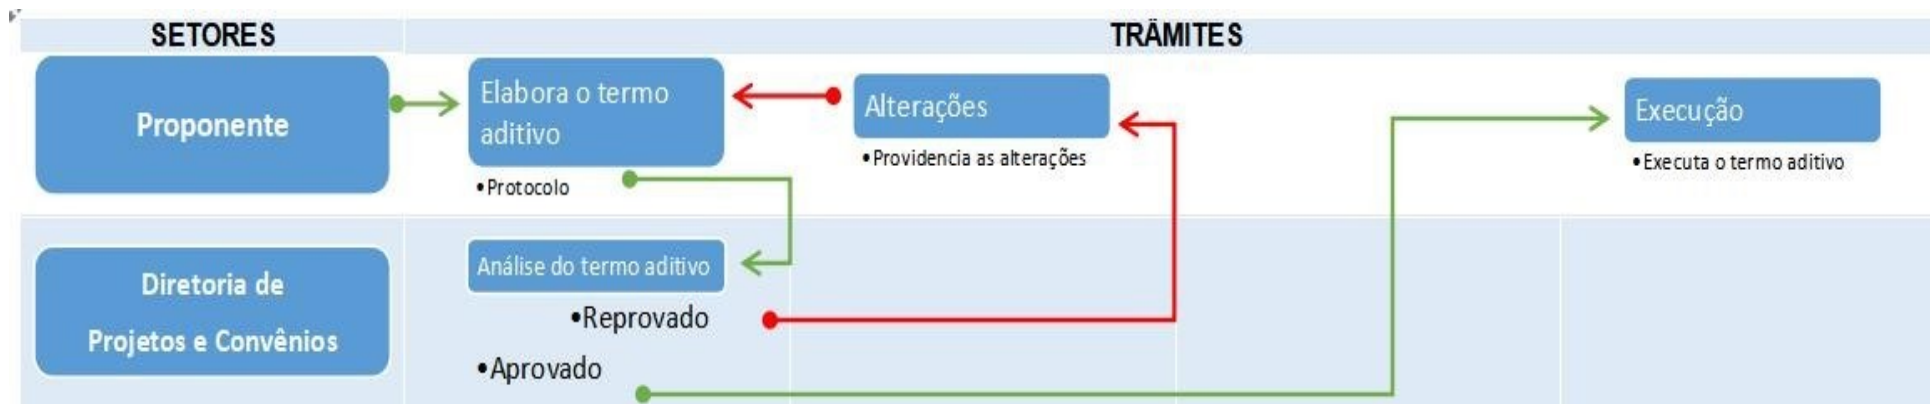 SETORES
TRÂMITES
Proponente
Elabora o termo
aditivo
•Protocolo
Alterações
•Providencia as alterações
Execução
•Executa o termo aditivo
Diretoria de
Projetos e Convênios
Análise do termo aditivo
•Reprovado
•Aprovado